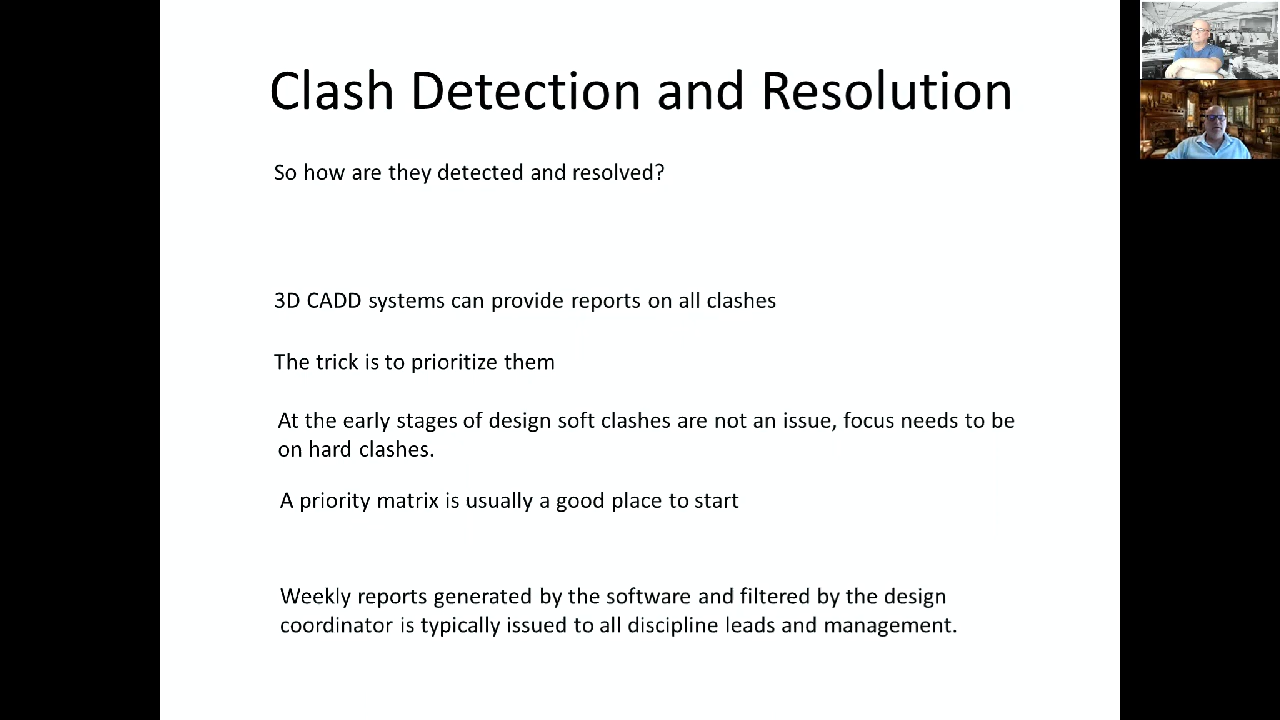 Clash Detection and Resolution
So how are they detected and resolved?
3D CADD systems can provide reports on all clashes
The trick is to prioritize them
At the early stages of design soft clashes are not an issue, focus needs to be
on hard clashes.
A priority matrix is usually a good place to start
Weekly reports generated by the software and filtered by the design
coordinator is typically issued to all discipline leads and management.